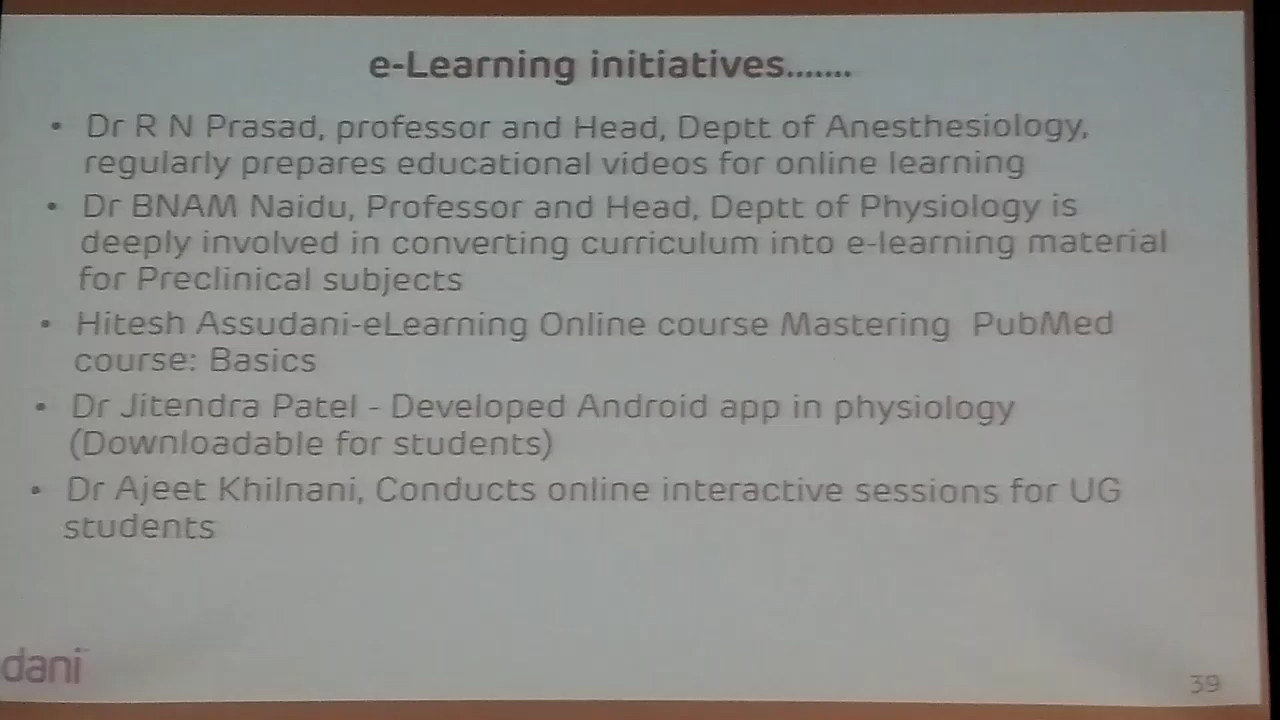 e-Learning initiatives.......
• Dr R N Prasad, professor and Head, Deptt of Anesthesiology,
regularly prepares educational videos for online learning
• Dr BNAM Naidu, Professor and Head, Deptt of Physiology is
deeply involved in converting curriculum into e-learning material
for Preclinical subjects
• Hitesh Assudani-eLearning Online course Mastering PubMed
course: Basics
• Dr Jitendra Patel - Developed Android app in physiology
(Downloadable for students)
• Dr Ajeet Khilnani, Conducts online interactive sessions for UG
students
dani
39